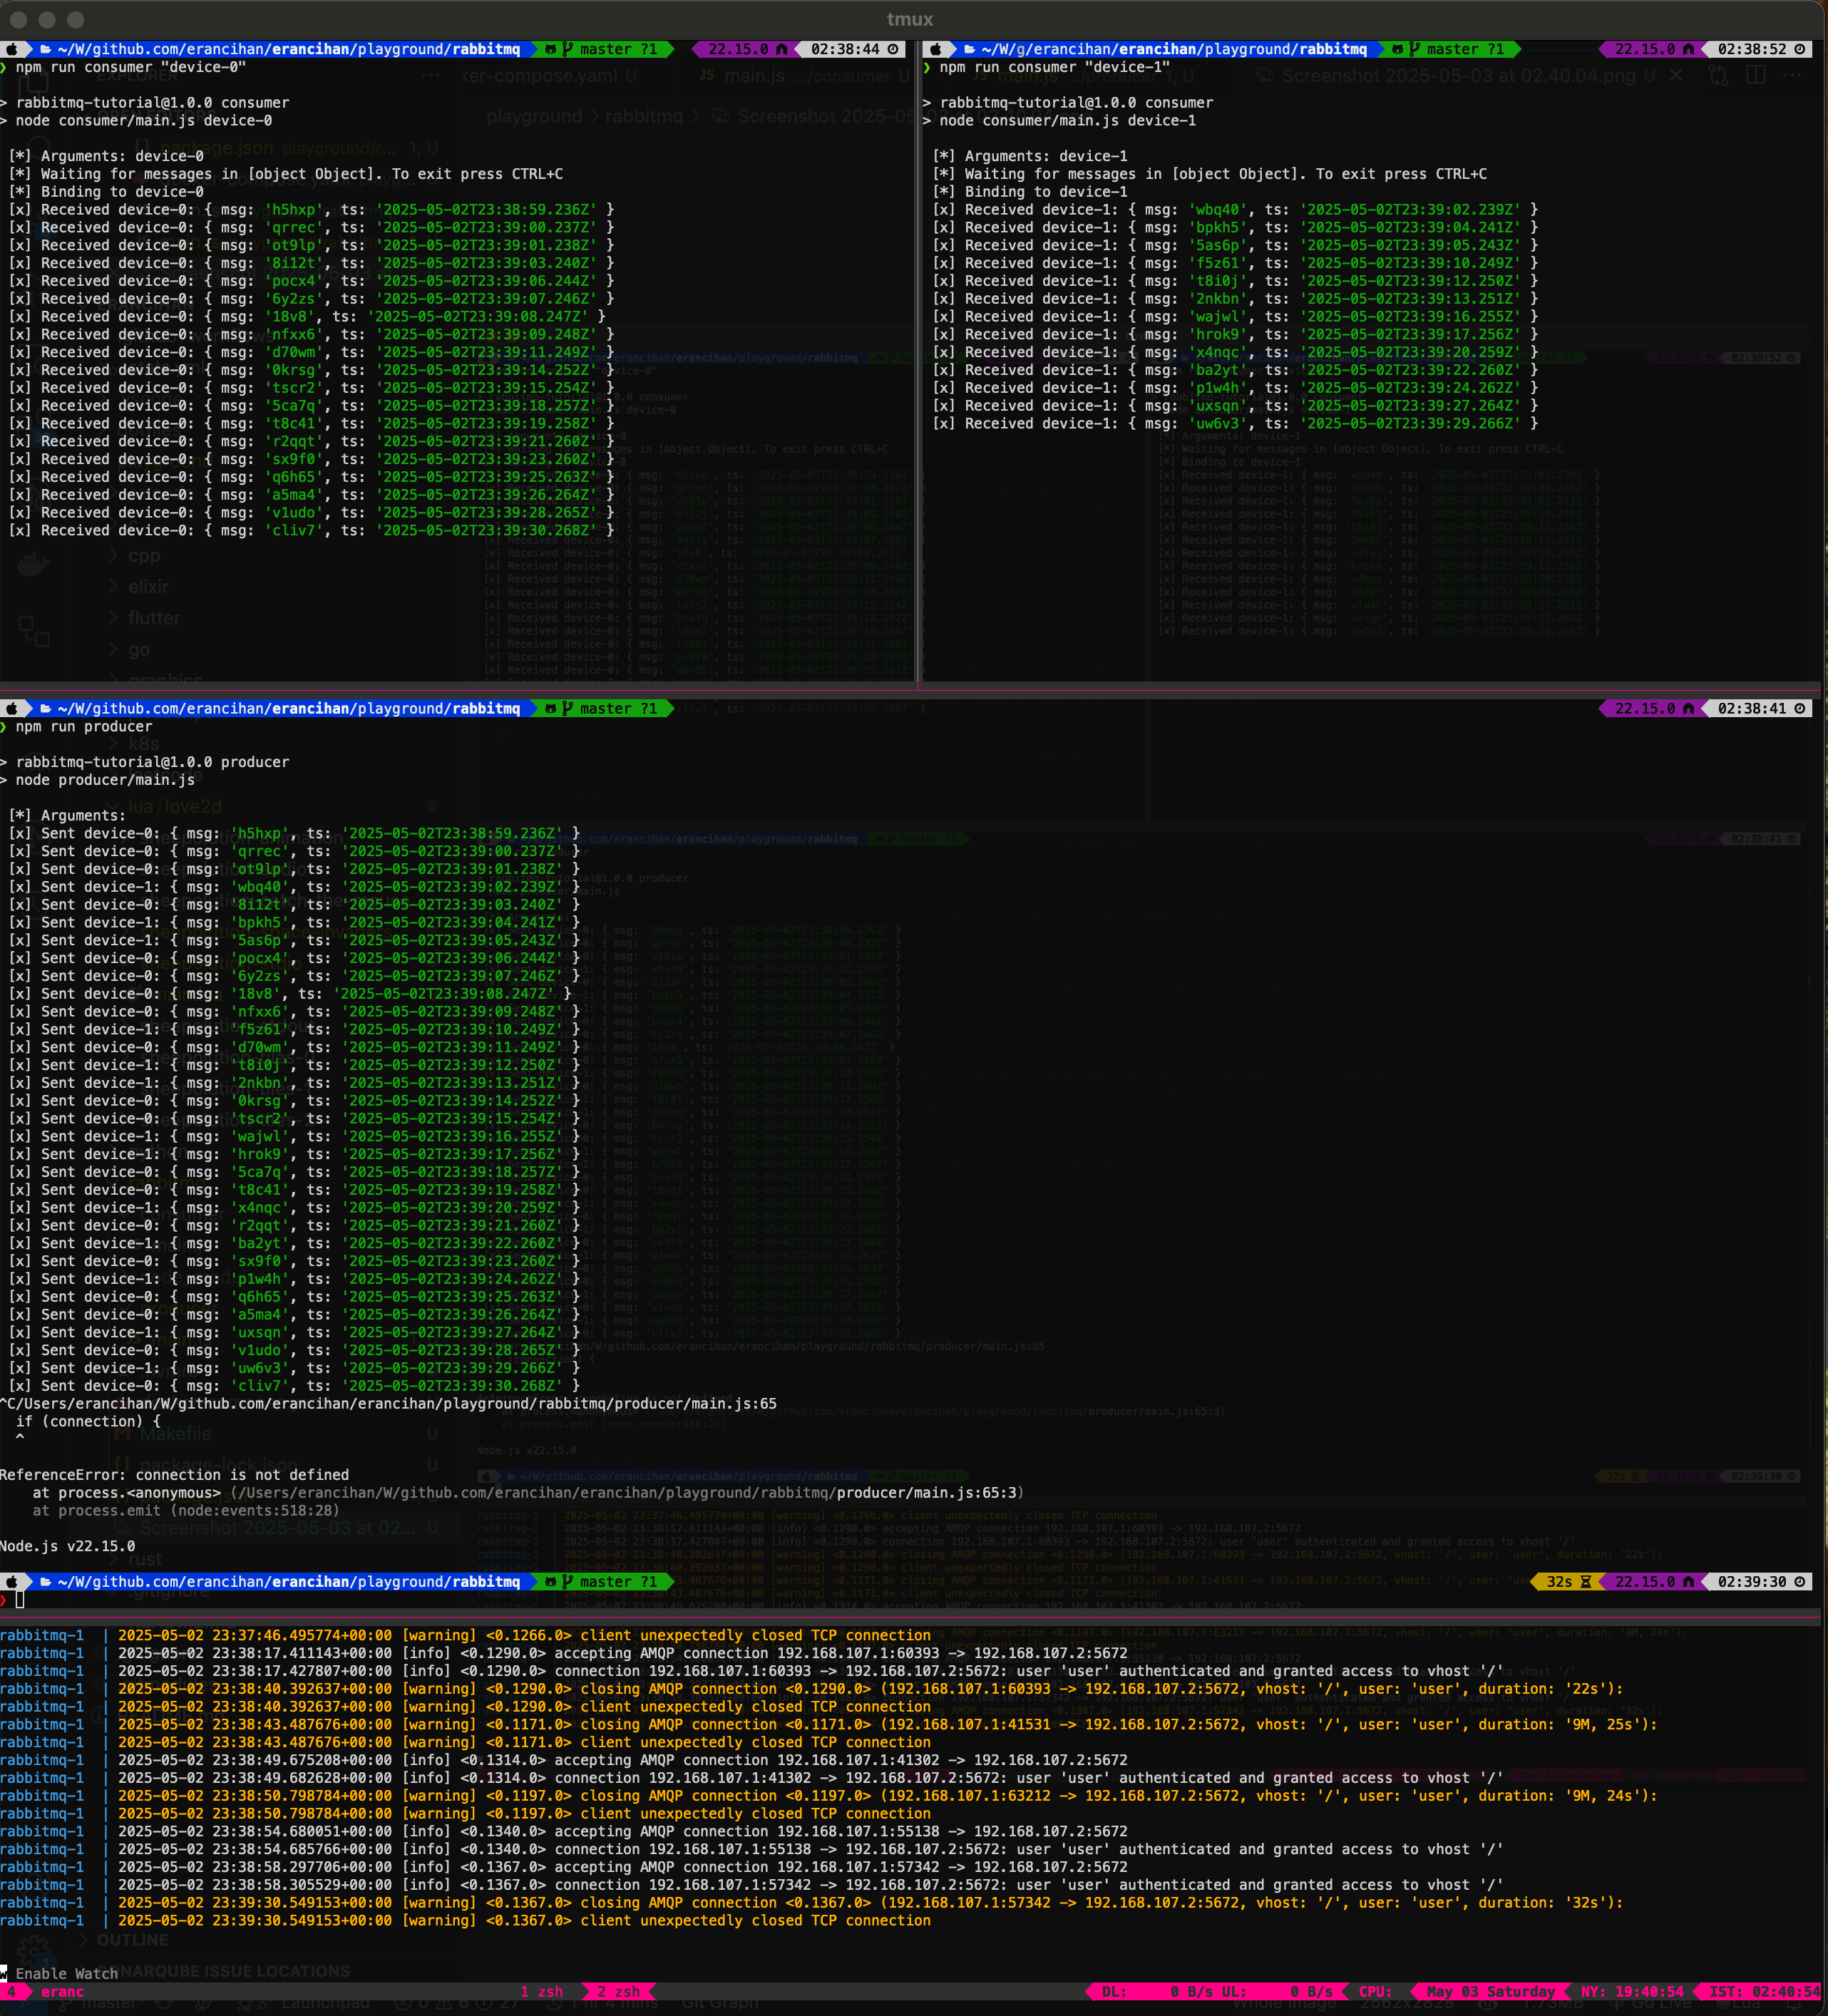 tmux
~/W/github.com/erancihan/erancihan/playground/rabbitmq master ?1 22.15.0 02:38:44
❯ npm run consumer "device-0"
> rabbitmq-tutorial@1.0.0 consumer
> node consumer/main.js device-0
[*] Arguments: device-0
[*] Waiting for messages in [object Object]. To exit press CTRL+C
[*] Binding to device-0
[x] Received device-0: { msg: 'h5hxp', ts: '2025-05-02T23:38:59.236Z' }
[x] Received device-0: { msg: 'qrrec', ts: '2025-05-02T23:39:00.237Z' }
[x] Received device-0: { msg: 'ot9lp', ts: '2025-05-02T23:39:01.238Z' }
[x] Received device-0: { msg: '8i12t', ts: '2025-05-02T23:39:03.240Z' }
[x] Received device-0: { msg: 'pocx4', ts: '2025-05-02T23:39:06.244Z' }
[x] Received device-0: { msg: '6y2zs', ts: '2025-05-02T23:39:07.246Z' }
[x] Received device-0: { msg: '18v8', ts: '2025-05-02T23:39:08.247Z' }
[x] Received device-0: { msg: 'nfxx6', ts: '2025-05-02T23:39:09.248Z' }
[x] Received device-0: { msg: 'd70wm', ts: '2025-05-02T23:39:11.249Z' }
[x] Received device-0: { msg: '0krsg', ts: '2025-05-02T23:39:14.252Z' }
[x] Received device-0: { msg: 'tscr2', ts: '2025-05-02T23:39:15.254Z' }
[x] Received device-0: { msg: '5ca7q', ts: '2025-05-02T23:39:18.257Z' }
[x] Received device-0: { msg: 't8c41', ts: '2025-05-02T23:39:19.258Z' }
[x] Received device-0: { msg: 'r2qqt', ts: '2025-05-02T23:39:21.260Z' }
[x] Received device-0: { msg: 'sx9f0', ts: '2025-05-02T23:39:23.260Z' }
[x] Received device-0: { msg: 'q6h65', ts: '2025-05-02T23:39:25.263Z' }
[x] Received device-0: { msg: 'a5ma4', ts: '2025-05-02T23:39:26.264Z' }
[x] Received device-0: { msg: 'v1udo', ts: '2025-05-02T23:39:28.265Z' }
[x] Received device-0: { msg: 'cliv7', ts: '2025-05-02T23:39:30.268Z' }
~/W/g/erancihan/erancihan/playground/rabbitmq master ?1 22.15.0 02:38:52
❯ npm run consumer "device-1"
> rabbitmq-tutorial@1.0.0 consumer
> node consumer/main.js device-1
[*] Arguments: device-1
[*] Waiting for messages in [object Object]. To exit press CTRL+C
[*] Binding to device-1
[x] Received device-1: { msg: 'wbq40', ts: '2025-05-02T23:39:02.239Z' }
[x] Received device-1: { msg: 'bpkh5', ts: '2025-05-02T23:39:04.241Z' }
[x] Received device-1: { msg: '5as6p', ts: '2025-05-02T23:39:05.243Z' }
[x] Received device-1: { msg: 'f5z61', ts: '2025-05-02T23:39:10.249Z' }
[x] Received device-1: { msg: 't8i0j', ts: '2025-05-02T23:39:12.250Z' }
[x] Received device-1: { msg: '2nkbn', ts: '2025-05-02T23:39:13.251Z' }
[x] Received device-1: { msg: 'wajwl', ts: '2025-05-02T23:39:16.255Z' }
[x] Received device-1: { msg: 'hrok9', ts: '2025-05-02T23:39:17.256Z' }
[x] Received device-1: { msg: 'x4nqc', ts: '2025-05-02T23:39:20.259Z' }
[x] Received device-1: { msg: 'ba2yt', ts: '2025-05-02T23:39:22.260Z' }
[x] Received device-1: { msg: 'p1w4h', ts: '2025-05-02T23:39:24.262Z' }
[x] Received device-1: { msg: 'uxsqn', ts: '2025-05-02T23:39:27.264Z' }
[x] Received device-1: { msg: 'uw6v3', ts: '2025-05-02T23:39:29.266Z' }
~/W/github.com/erancihan/erancihan/playground/rabbitmq master ?1 22.15.0 02:38:41
❯ npm run producer
> rabbitmq-tutorial@1.0.0 producer
> node producer/main.js
[*] Arguments:
[x] Sent device-0: { msg: 'h5hxp', ts: '2025-05-02T23:38:59.236Z' }
[x] Sent device-0: { msg: 'qrrec', ts: '2025-05-02T23:39:00.237Z' }
[x] Sent device-0: { msg: 'ot9lp', ts: '2025-05-02T23:39:01.238Z' }
[x] Sent device-1: { msg: 'wbq40', ts: '2025-05-02T23:39:02.239Z' }
[x] Sent device-0: { msg: '8i12t', ts: '2025-05-02T23:39:03.240Z' }
[x] Sent device-1: { msg: 'bpkh5', ts: '2025-05-02T23:39:04.241Z' }
[x] Sent device-1: { msg: '5as6p', ts: '2025-05-02T23:39:05.243Z' }
[x] Sent device-0: { msg: 'pocx4', ts: '2025-05-02T23:39:06.244Z' }
[x] Sent device-0: { msg: '6y2zs', ts: '2025-05-02T23:39:07.246Z' }
[x] Sent device-0: { msg: '18v8', ts: '2025-05-02T23:39:08.247Z' }
[x] Sent device-0: { msg: 'nfxx6', ts: '2025-05-02T23:39:09.248Z' }
[x] Sent device-1: { msg: 'f5z61', ts: '2025-05-02T23:39:10.249Z' }
[x] Sent device-0: { msg: 'd70wm', ts: '2025-05-02T23:39:11.249Z' }
[x] Sent device-1: { msg: 't8i0j', ts: '2025-05-02T23:39:12.250Z' }
[x] Sent device-1: { msg: '2nkbn', ts: '2025-05-02T23:39:13.251Z' }
[x] Sent device-0: { msg: '0krsg', ts: '2025-05-02T23:39:14.252Z' }
[x] Sent device-0: { msg: 'tscr2', ts: '2025-05-02T23:39:15.254Z' }
[x] Sent device-1: { msg: 'wajwl', ts: '2025-05-02T23:39:16.255Z' }
[x] Sent device-1: { msg: 'hrok9', ts: '2025-05-02T23:39:17.256Z' }
[x] Sent device-0: { msg: '5ca7q', ts: '2025-05-02T23:39:18.257Z' }
[x] Sent device-0: { msg: 't8c41', ts: '2025-05-02T23:39:19.258Z' }
[x] Sent device-1: { msg: 'x4nqc', ts: '2025-05-02T23:39:20.259Z' }
[x] Sent device-0: { msg: 'r2qqt', ts: '2025-05-02T23:39:21.260Z' }
[x] Sent device-1: { msg: 'ba2yt', ts: '2025-05-02T23:39:22.260Z' }
[x] Sent device-0: { msg: 'sx9f0', ts: '2025-05-02T23:39:23.260Z' }
[x] Sent device-1: { msg: 'p1w4h', ts: '2025-05-02T23:39:24.262Z' }
[x] Sent device-0: { msg: 'q6h65', ts: '2025-05-02T23:39:25.263Z' }
[x] Sent device-0: { msg: 'a5ma4', ts: '2025-05-02T23:39:26.264Z' }
[x] Sent device-1: { msg: 'uxsqn', ts: '2025-05-02T23:39:27.264Z' }
[x] Sent device-0: { msg: 'v1udo', ts: '2025-05-02T23:39:28.265Z' }
[x] Sent device-1: { msg: 'uw6v3', ts: '2025-05-02T23:39:29.266Z' }
[x] Sent device-0: { msg: 'cliv7', ts: '2025-05-02T23:39:30.268Z' }
^C/Users/erancihan/W/github.com/erancihan/erancihan/playground/rabbitmq/producer/main.js:65
if (connection) {
^
ReferenceError: connection is not defined
at process.<anonymous> (/Users/erancihan/W/github.com/erancihan/erancihan/playground/rabbitmq/producer/main.js:65:3)
at process.emit (node:events:518:28)
Node.js v22.15.0
~/W/github.com/erancihan/erancihan/playground/rabbitmq master ?1 32s 22.15.0 02:39:30
❯
rabbitmq-1 | 2025-05-02 23:37:46.495774+00:00 [warning] <0.1266.0> client unexpectedly closed TCP connection
rabbitmq-1 | 2025-05-02 23:38:17.411143+00:00 [info] <0.1290.0> accepting AMQP connection 192.168.107.1:60393 -> 192.168.107.2:5672
rabbitmq-1 | 2025-05-02 23:38:17.427807+00:00 [info] <0.1290.0> connection 192.168.107.1:60393 -> 192.168.107.2:5672: user 'user' authenticated and granted access to vhost '/'
rabbitmq-1 | 2025-05-02 23:38:40.392637+00:00 [warning] <0.1290.0> closing AMQP connection <0.1290.0> (192.168.107.1:60393 -> 192.168.107.2:5672, vhost: '/', user: 'user', duration: '22s'):
rabbitmq-1 | 2025-05-02 23:38:40.392637+00:00 [warning] <0.1290.0> client unexpectedly closed TCP connection
rabbitmq-1 | 2025-05-02 23:38:43.487676+00:00 [warning] <0.1171.0> closing AMQP connection <0.1171.0> (192.168.107.1:41531 -> 192.168.107.2:5672, vhost: '/', user: 'user', duration: '9M, 25s'):
rabbitmq-1 | 2025-05-02 23:38:43.487676+00:00 [warning] <0.1171.0> client unexpectedly closed TCP connection
rabbitmq-1 | 2025-05-02 23:38:49.675208+00:00 [info] <0.1314.0> accepting AMQP connection 192.168.107.1:41302 -> 192.168.107.2:5672
rabbitmq-1 | 2025-05-02 23:38:49.682628+00:00 [info] <0.1314.0> connection 192.168.107.1:41302 -> 192.168.107.2:5672: user 'user' authenticated and granted access to vhost '/'
rabbitmq-1 | 2025-05-02 23:38:50.798784+00:00 [warning] <0.1197.0> closing AMQP connection <0.1197.0> (192.168.107.1:63212 -> 192.168.107.2:5672, vhost: '/', user: 'user', duration: '9M, 24s'):
rabbitmq-1 | 2025-05-02 23:38:50.798784+00:00 [warning] <0.1197.0> client unexpectedly closed TCP connection
rabbitmq-1 | 2025-05-02 23:38:54.680051+00:00 [info] <0.1340.0> accepting AMQP connection 192.168.107.1:55138 -> 192.168.107.2:5672
rabbitmq-1 | 2025-05-02 23:38:54.685766+00:00 [info] <0.1340.0> connection 192.168.107.1:55138 -> 192.168.107.2:5672: user 'user' authenticated and granted access to vhost '/'
rabbitmq-1 | 2025-05-02 23:38:58.297706+00:00 [info] <0.1367.0> accepting AMQP connection 192.168.107.1:57342 -> 192.168.107.2:5672
rabbitmq-1 | 2025-05-02 23:38:58.305529+00:00 [info] <0.1367.0> connection 192.168.107.1:57342 -> 192.168.107.2:5672: user 'user' authenticated and granted access to vhost '/'
rabbitmq-1 | 2025-05-02 23:39:30.549153+00:00 [warning] <0.1367.0> closing AMQP connection <0.1367.0> (192.168.107.1:57342 -> 192.168.107.2:5672, vhost: '/', user: 'user', duration: '32s'):
rabbitmq-1 | 2025-05-02 23:39:30.549153+00:00 [warning] <0.1367.0> client unexpectedly closed TCP connection
w Enable Watch
4 eranc 1 zsh 2 zsh DL: 0 B/s UL: 0 B/s CPU: May 03 Saturday NY: 19:40:54 IST: 02:40:54